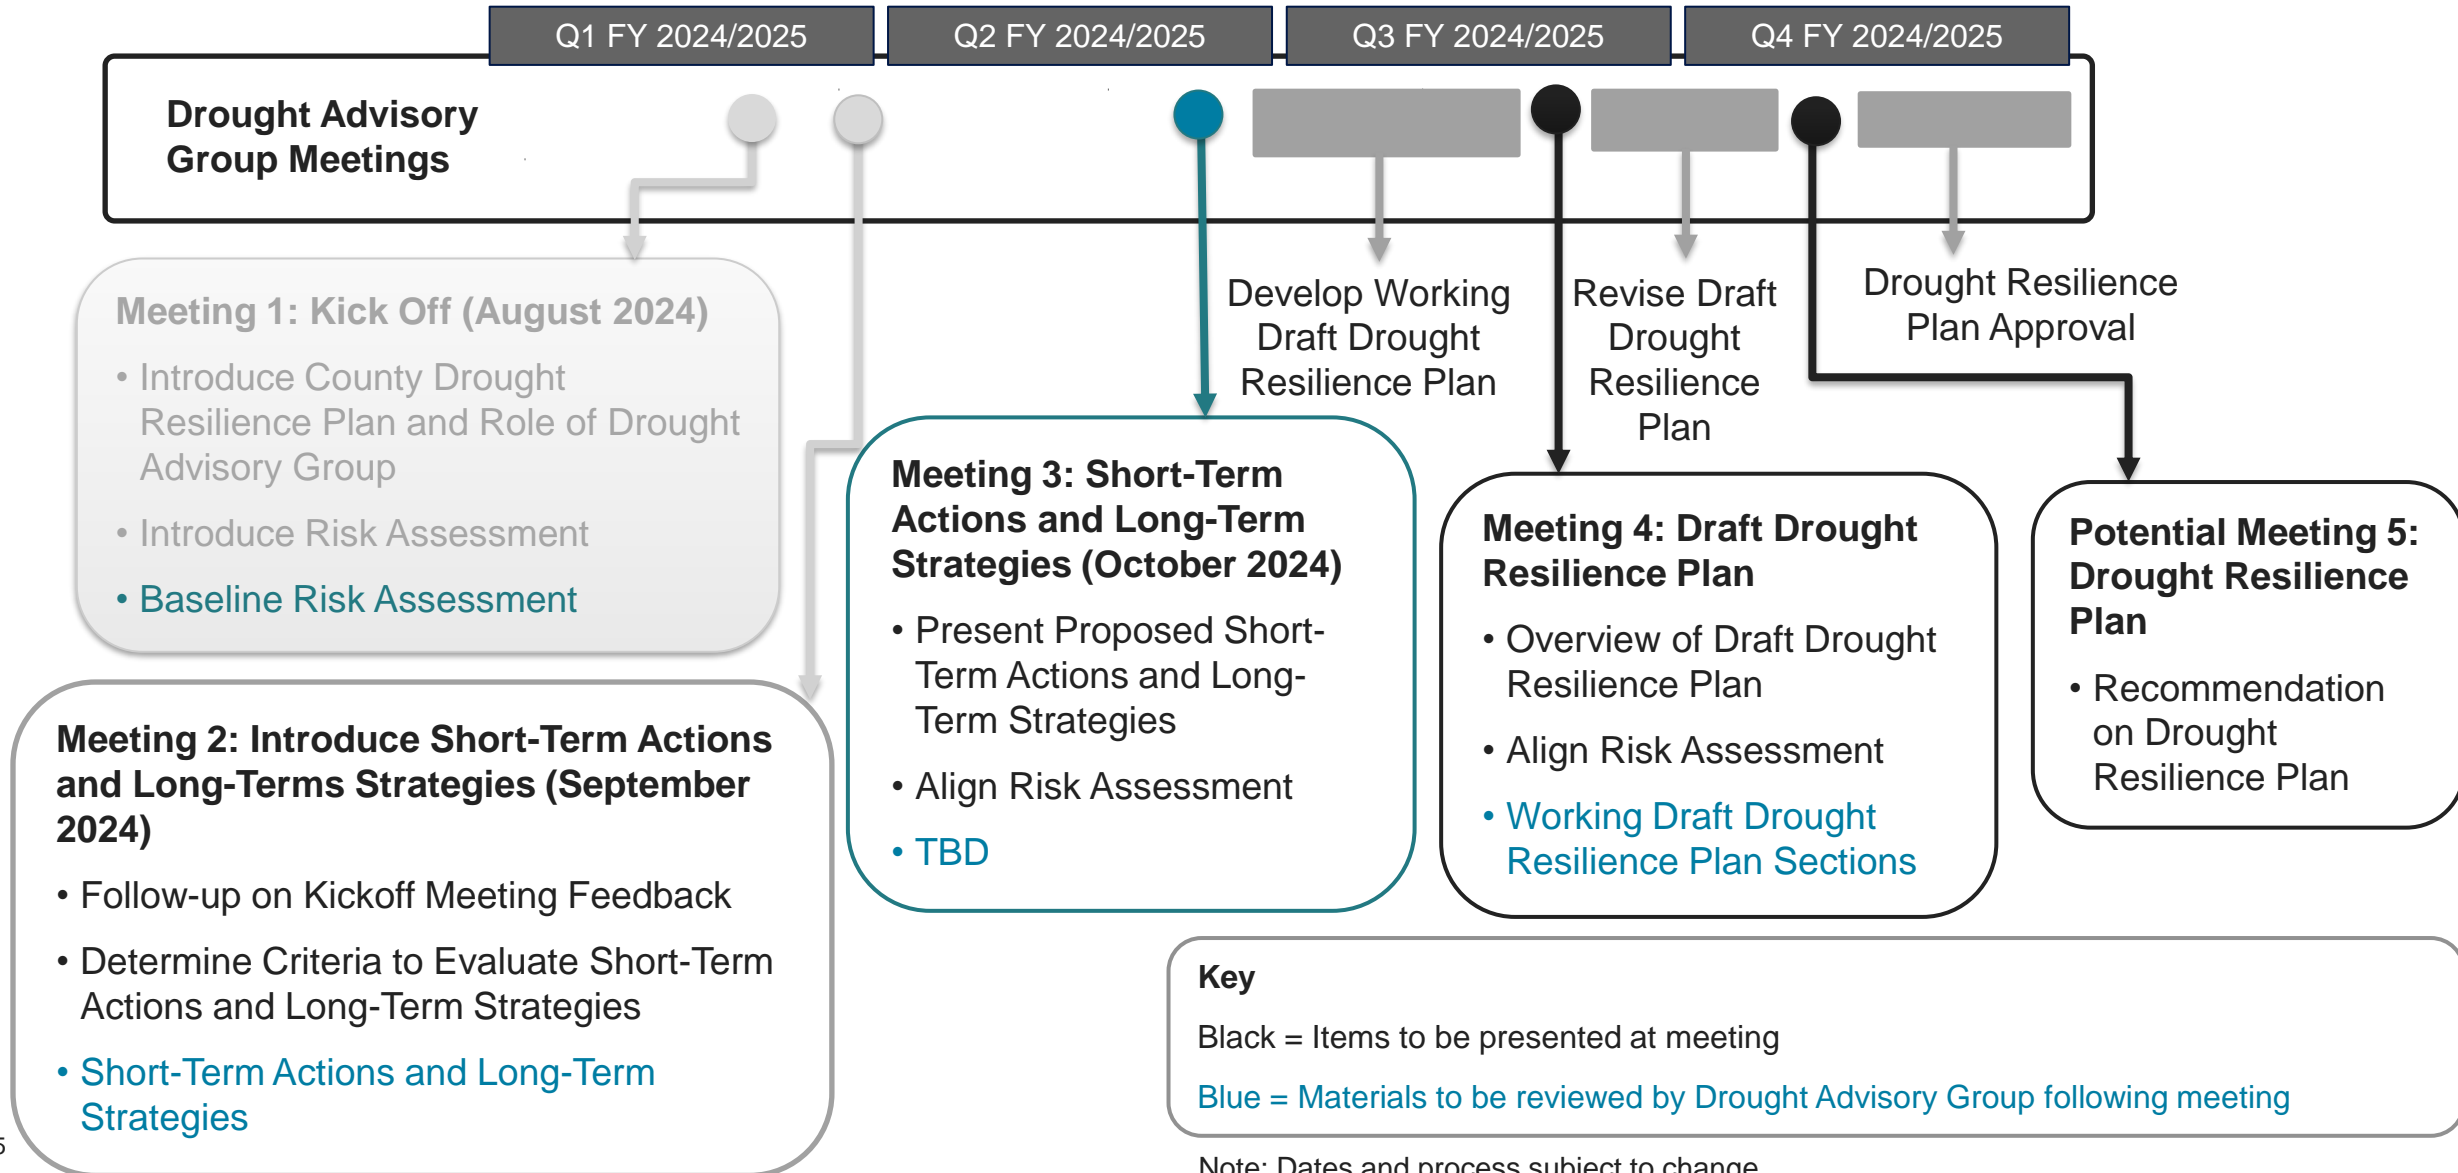 Q1 FY 2024/2025
Q2 FY 2024/2025
Q3 FY 2024/2025
Q4 FY 2024/2025
Drought Advisory
Group Meetings
Meeting 1: Kick Off (August 2024)
• Introduce County Drought
Resilience Plan and Role of Drought
Advisory Group
• Introduce Risk Assessment
• Baseline Risk Assessment
Meeting 2: Introduce Short-Term Actions
and Long-Terms Strategies (September
2024)
• Follow-up on Kickoff Meeting Feedback
• Determine Criteria to Evaluate Short-Term
Actions and Long-Term Strategies
• Short-Term Actions and Long-Term
Strategies
Meeting 3: Short-Term
Actions and Long-Term
Strategies (October 2024)
• Present Proposed Short-
Term Actions and Long-
Term Strategies
• Align Risk Assessment
• TBD
Develop Working
Draft Drought
Resilience Plan
Revise Draft
Drought
Resilience
Plan
Drought Resilience
Plan Approval
Meeting 4: Draft Drought
Resilience Plan
• Overview of Draft Drought
Resilience Plan
• Align Risk Assessment
• Working Draft Drought
Resilience Plan Sections
Potential Meeting 5:
Drought Resilience
Plan
• Recommendation
on Drought
Resilience Plan
Key
Black = Items to be presented at meeting
Blue = Materials to be reviewed by Drought Advisory Group following meeting
Note: Dates and process subject to change
5